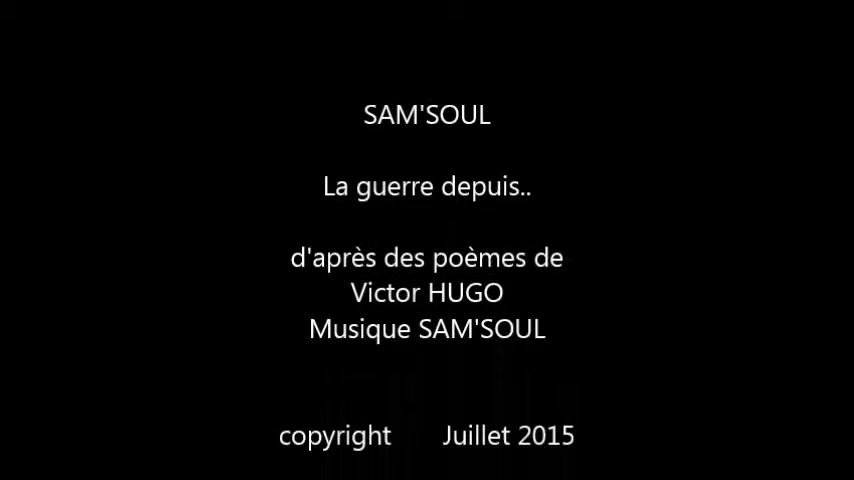 SAM'SOUL
La guerre depuis..
d'après des poèmes de
Victor HUGO
Musique SAM'SOUL
copyright Juillet 2015